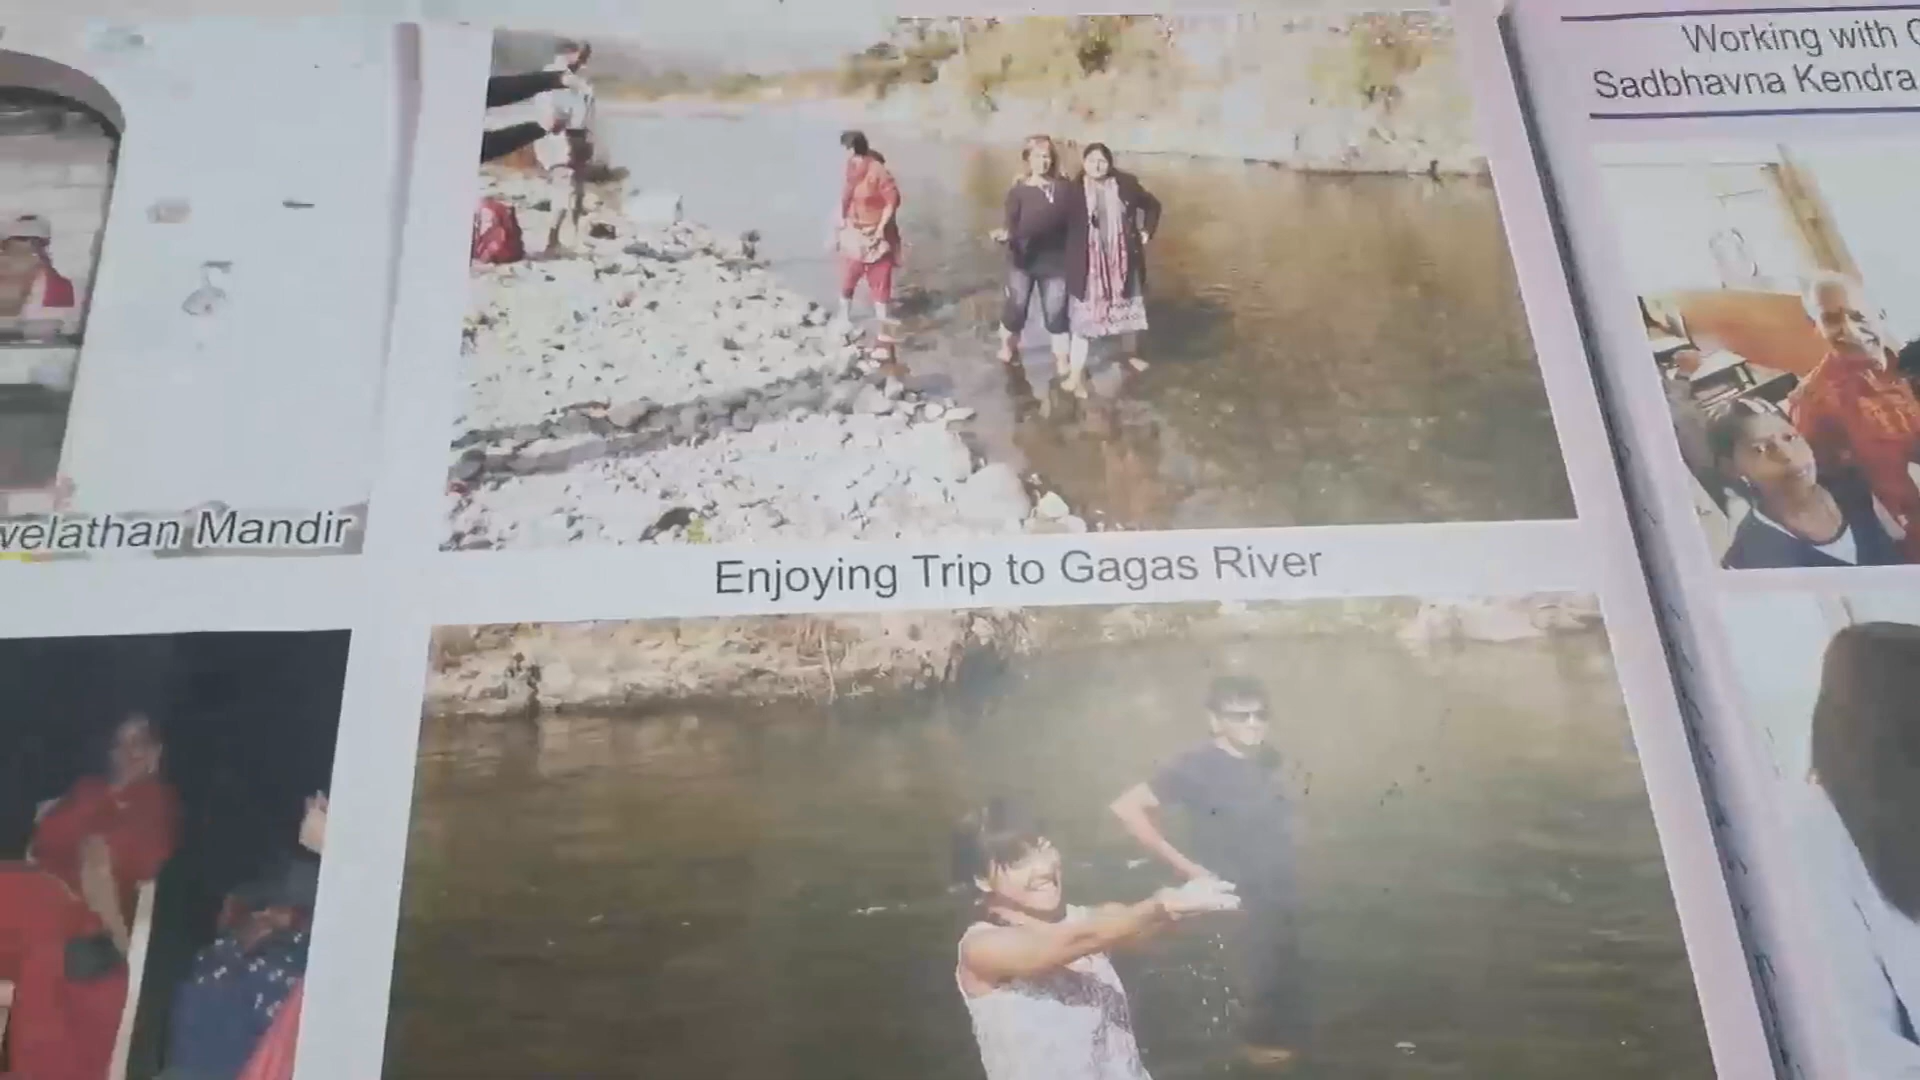 Working with
Sadbhavna Kendra
velathan Mandir
Enjoying Trip to Gagas River